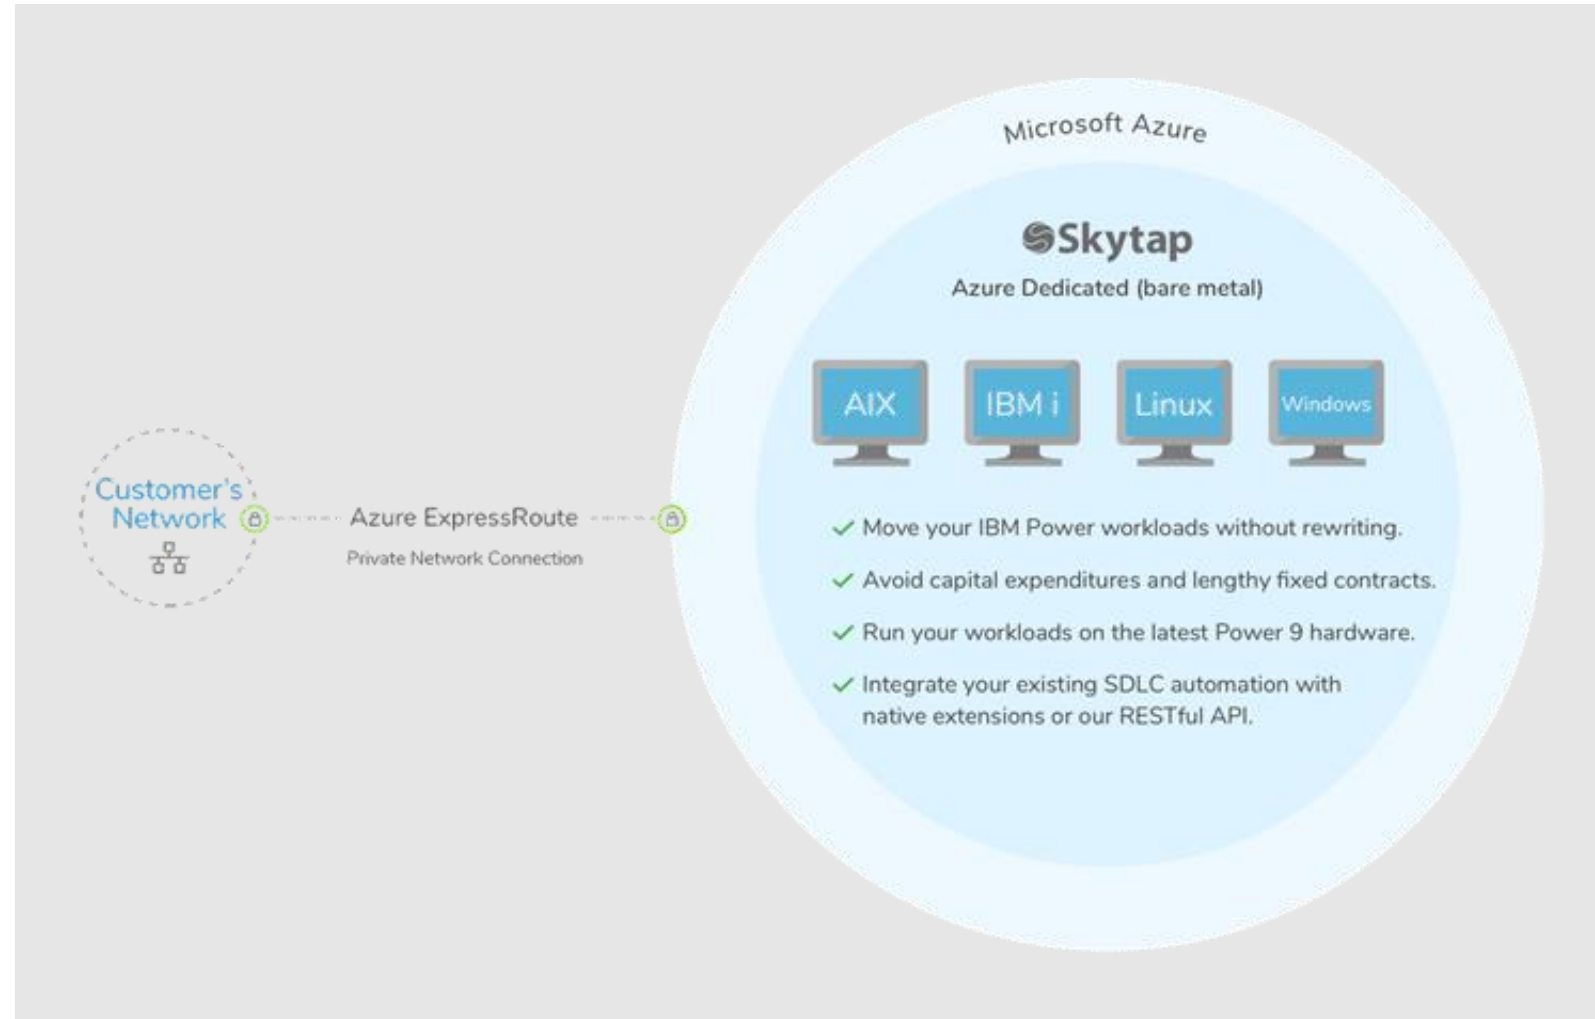 Microsoft Azure
Skytap
Azure Dedicated (bare metal)
AIX
IBM i
Linux
Windows
Customer's
Network
Azure ExpressRoute
Private Network Connection
Move your IBM Power workloads without rewriting.
Avoid capital expenditures and lengthy fixed contracts.
Run your workloads on the latest Power 9 hardware.
Integrate your existing SDLC automation with
native extensions or our RESTful API.